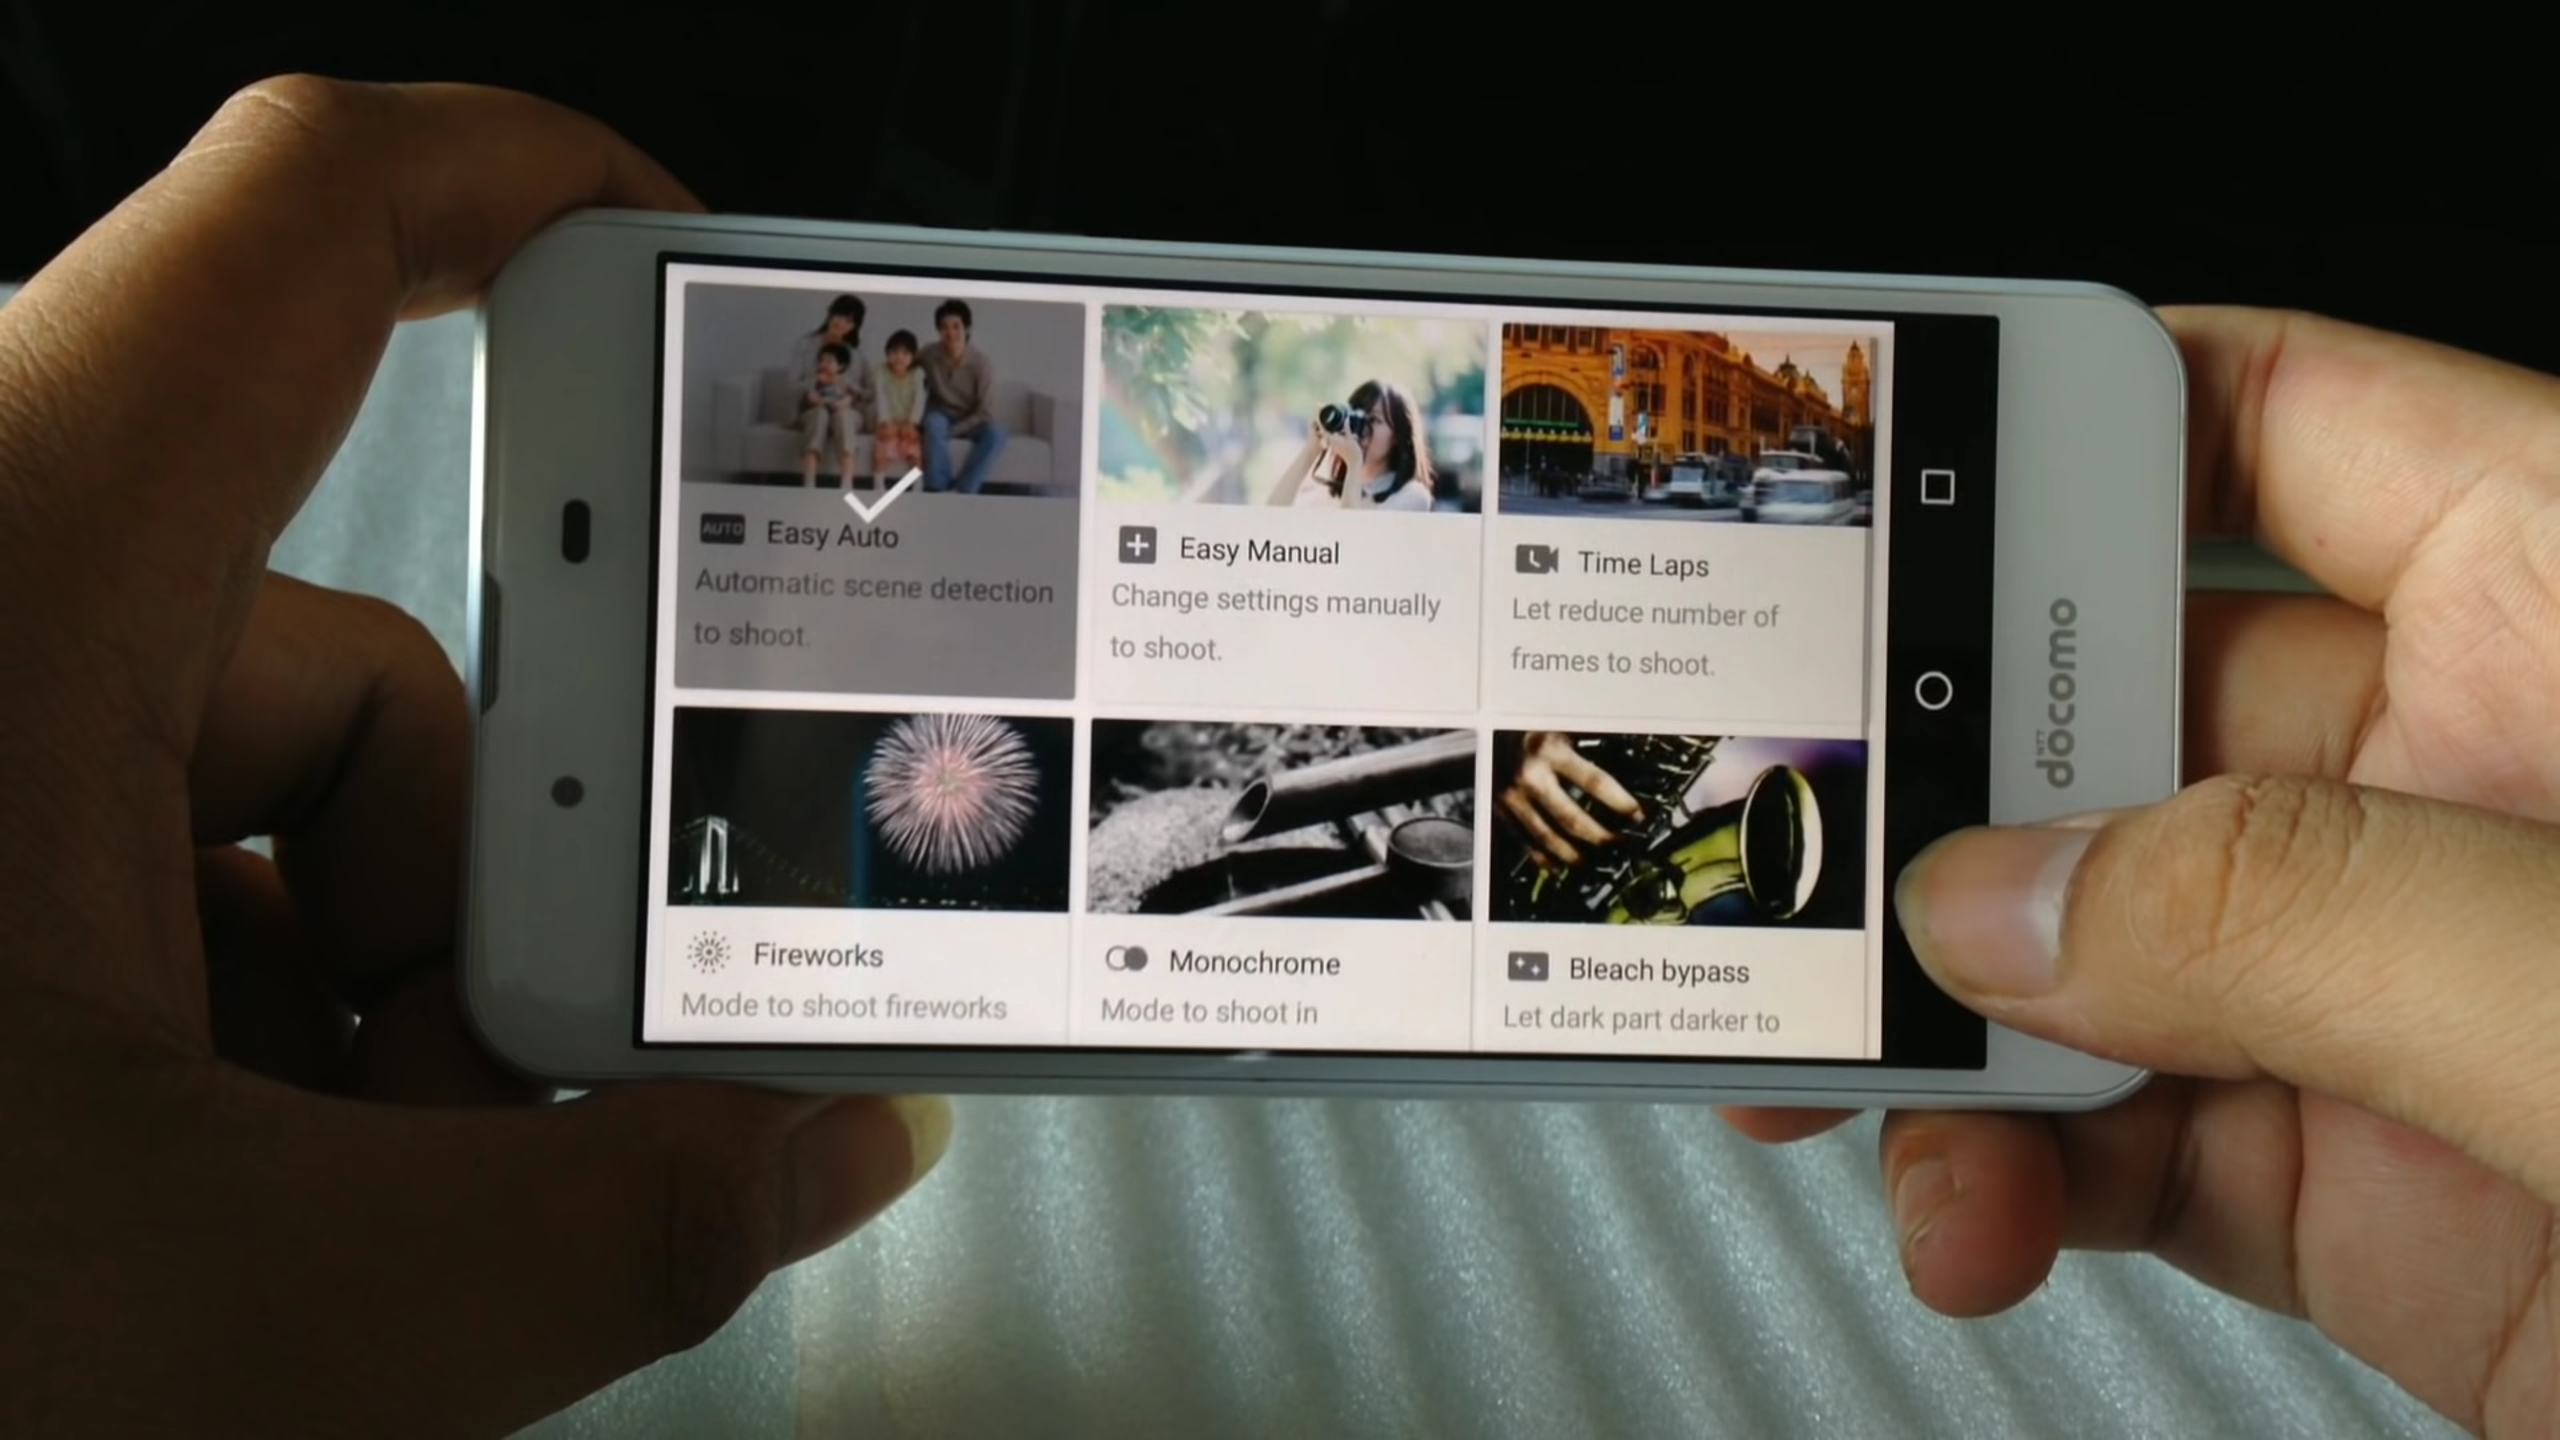 AUTO Easy Auto
Automatic scene detection
to shoot.
Easy Manual
Change settings manually
to shoot.
Time Laps
Let reduce number of
frames to shoot.
Fireworks
Mode to shoot fireworks
Monochrome
Mode to shoot in
Bleach bypass
Let dark part darker to
NTT
docomo